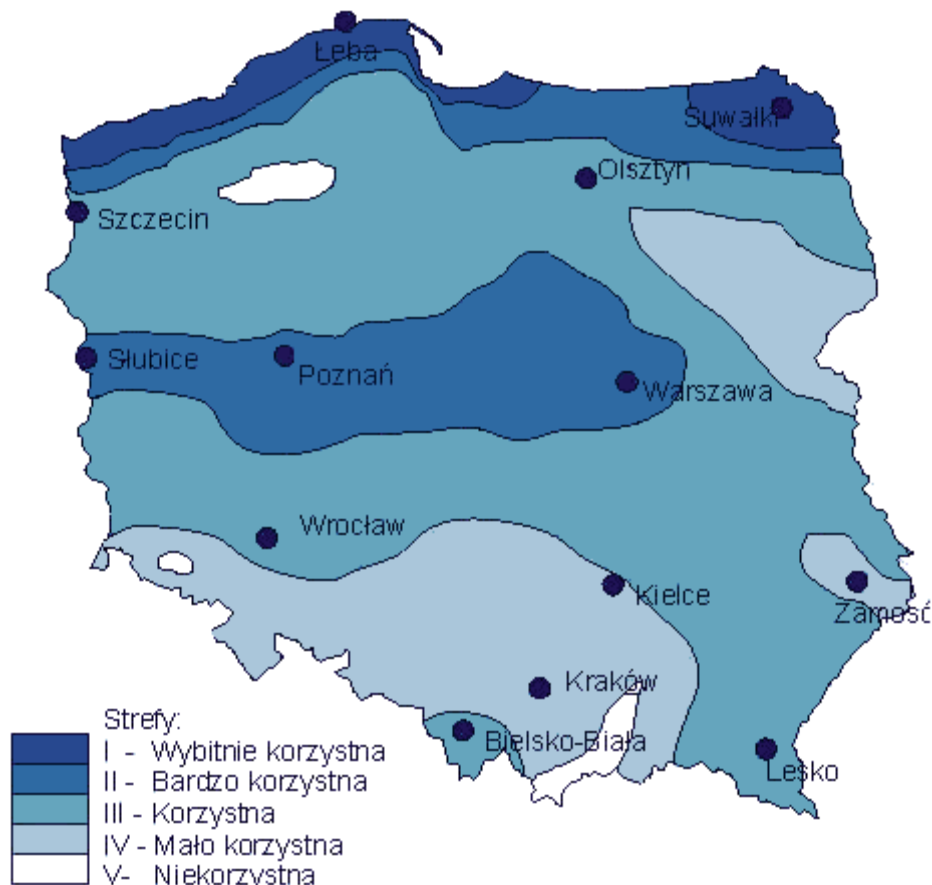 Łeba
Suwałki
Olsztyn
Szczecin
Słubice
Poznań
Warszawa
Wrocław
Kielce
Zamość
Kraków
Bielsko-Biała
Lesko
Strefy:
I - Wybitnie korzystna
II - Bardzo korzystna
III - Korzystna
IV - Mało korzystna
V- Niekorzystna